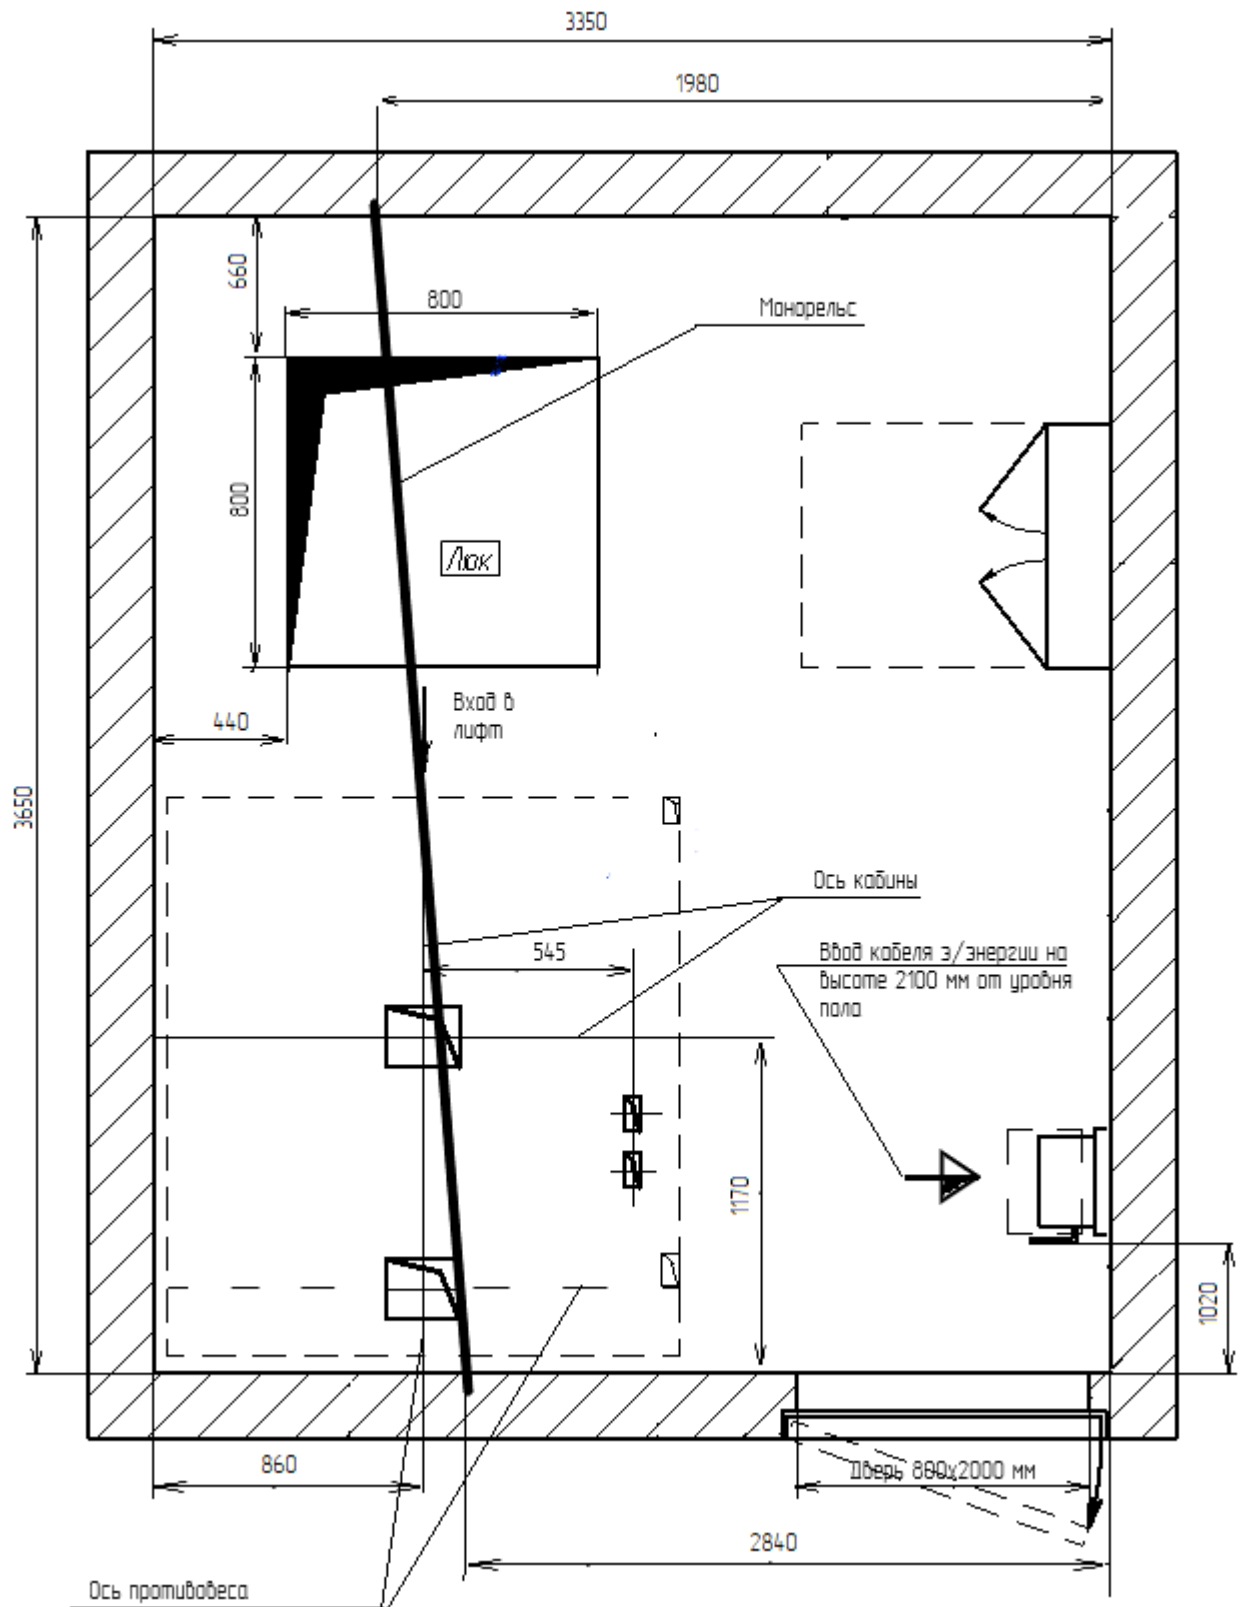 3350
1980
660
800
Монорельс
800
Люк
Вход в
лифт
440
3650
Ось кабины
545
Ввод кабеля э/энергии на
высоте 2100 мм от уровня
пола
1170
1020
860
Дверь 800х2000 мм
2840
Ось противовеса